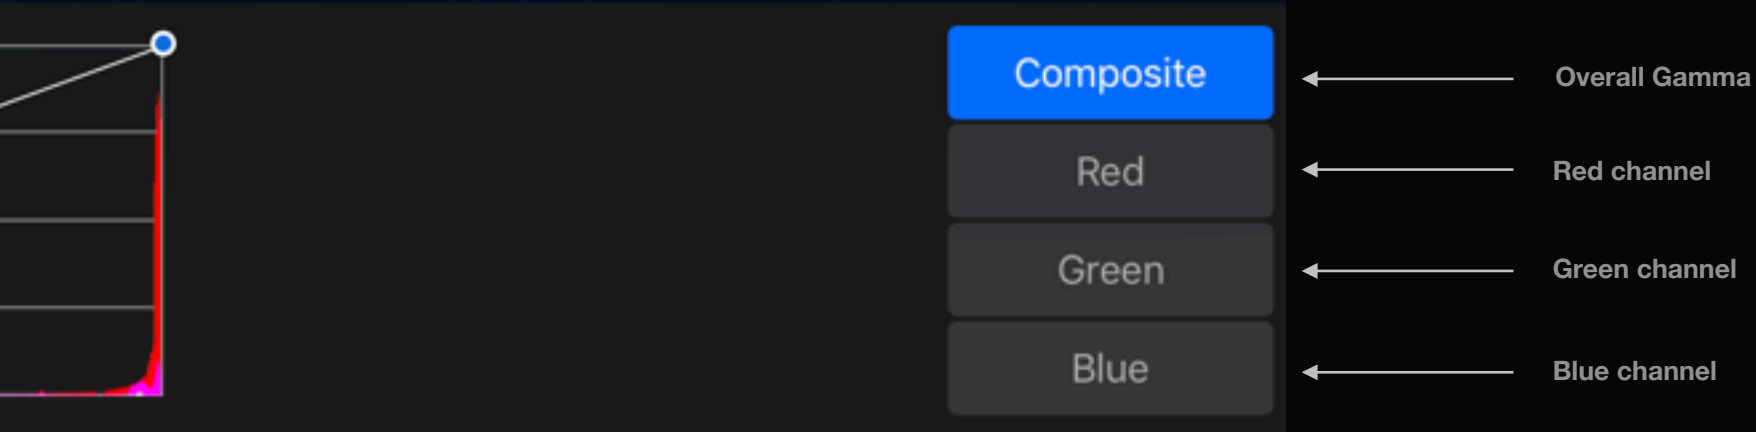 Composite
Overall Gamma
Red
Red channel
Green
Green channel
Blue
Blue channel